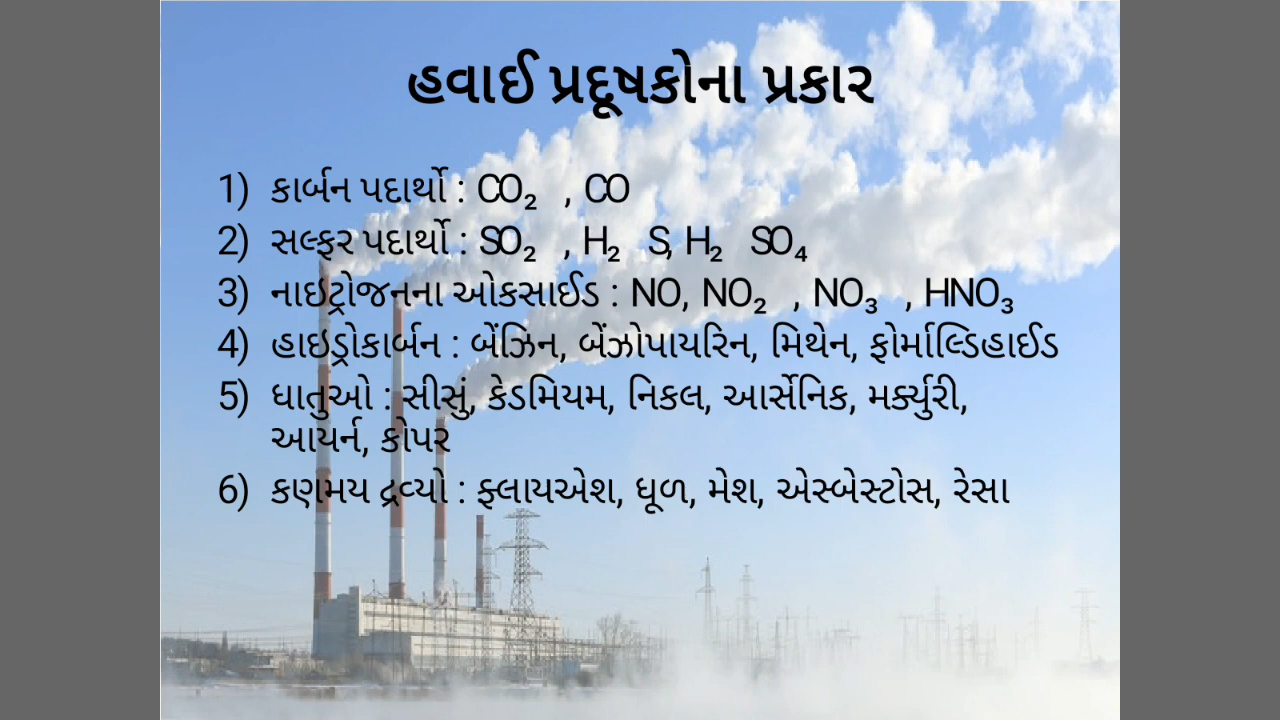 હવાઈ પ્રદૂષકોના પ્રકાર
1) કાર્બન પદાર્થો : CO₂ , CO
2) સલ્ફર પદાર્થો : SO₂ , H₂ S, H₂ SO₄
3) નાઇટ્રોજનના ઓકસાઈડ : NO, NO₂ , NO₃ , HNO₃
4) હાઇડ્રોકાર્બન : બેંઝિન, બેંઝોપાયરિન, મિથેન, ફોર્માલ્ડિહાઈડ
5) ધાતુઓ : સીસું, કેડમિયમ, નિકલ, આર્સેનિક, મર્ક્યુરી,
આયર્ન, કોપર
6) કણમય દ્રવ્યો : ફ્લાયએશ, ધૂળ, મેશ, એસ્બેસ્ટોસ, રેસા